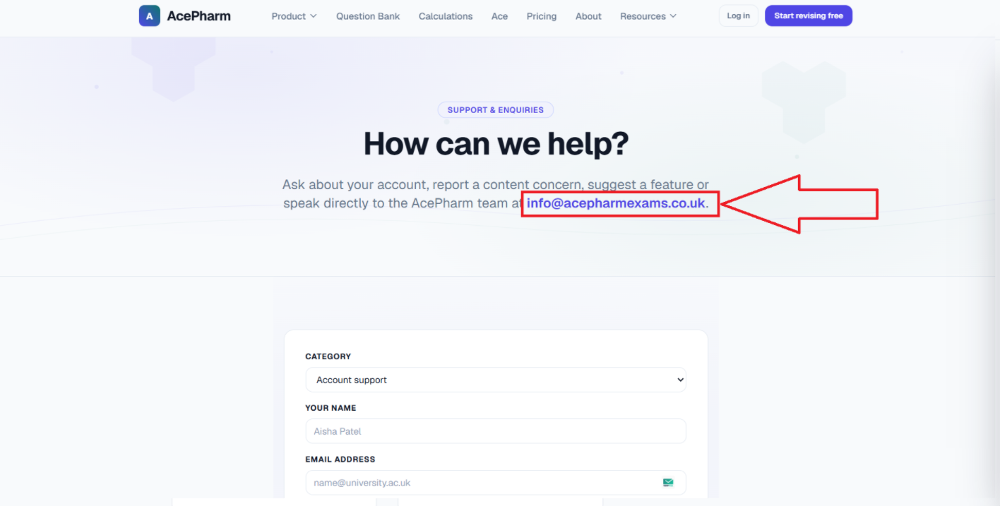 A AcePharm Product Question Bank Calculations Ace Pricing About Resources Log in Start revising free
SUPPORT & ENQUIRIES
How can we help?
Ask about your account, report a content concern, suggest a feature or
speak directly to the AcePharm team at info@acepharmexams.co.uk.
CATEGORY
Account support
YOUR NAME
Aisha Patel
EMAIL ADDRESS
name@university.ac.uk